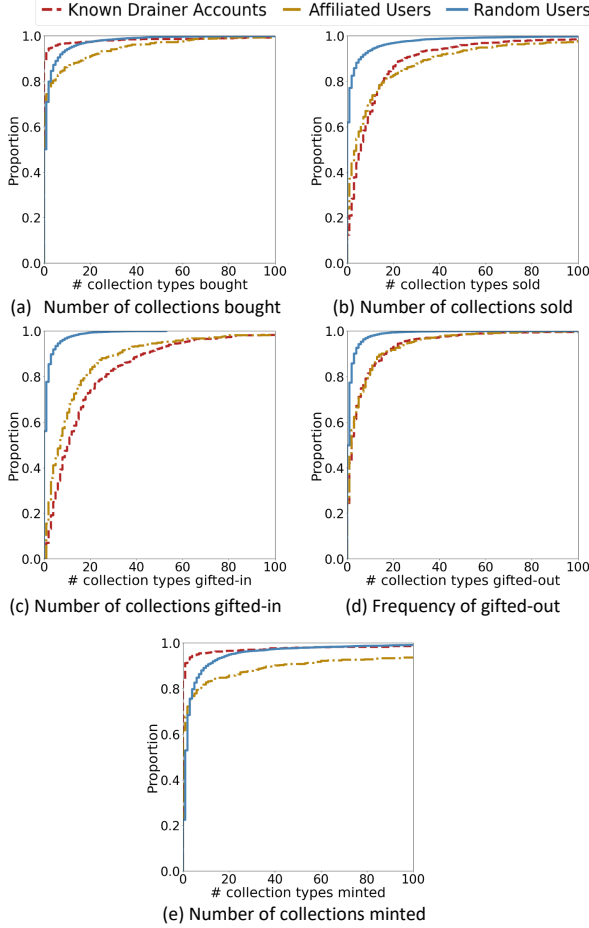 Known Drainer Accounts Affiliated Users Random Users
1.0
0.8
0.6
0.4
0.2
0.0
Proportion
0 20 40 60 80 100
# collection types bought
(a) Number of collections bought
1.0
0.8
0.6
0.4
0.2
0.0
Proportion
0 20 40 60 80 100
# collection types sold
(b) Number of collections sold
1.0
0.8
0.6
0.4
0.2
0.0
Proportion
0 20 40 60 80 100
# collection types gifted-in
(c) Number of collections gifted-in
1.0
0.8
0.6
0.4
0.2
0.0
Proportion
0 20 40 60 80 100
# collection types gifted-out
(d) Frequency of gifted-out
1.0
0.8
0.6
0.4
0.2
0.0
Proportion
0 20 40 60 80 100
# collection types minted
(e) Number of collections minted